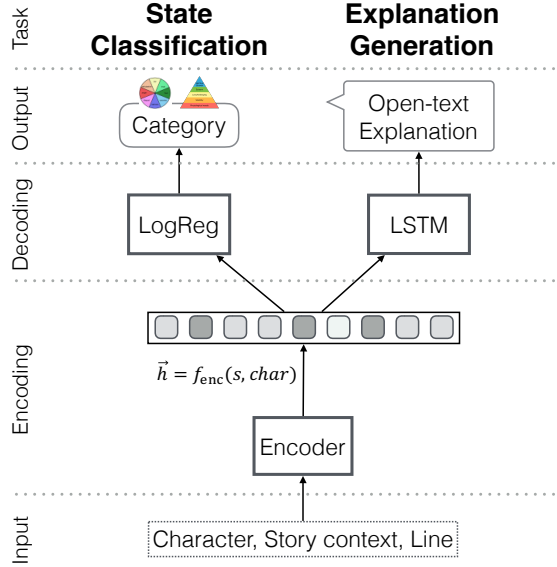 Task
State
Classification
Explanation
Generation
Output
Category
Open-text
Explanation
Decoding
LogReg
LSTM
Encoding
h⃗ = f_enc(s, char)
Encoder
Input
Character, Story context, Line